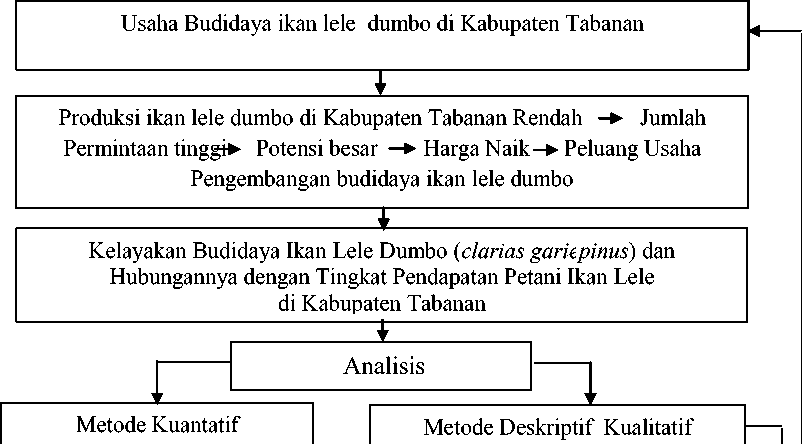 Usaha Budidaya ikan lele dumbo di Kabupaten Tabanan
Produksi ikan lele dumbo di Kabupaten Tabanan Rendah → Jumlah
Permintaan tinggi → Potensi besar → Harga Naik → Peluang Usaha
Pengembangan budidaya ikan lele dumbo
Kelayakan Budidaya Ikan Lele Dumbo (clarias gariepinus) dan
Hubungannya dengan Tingkat Pendapatan Petani Ikan Lele
di Kabupaten Tabanan
Analisis
Metode Kuantatif
Metode Deskriptif Kualitatif